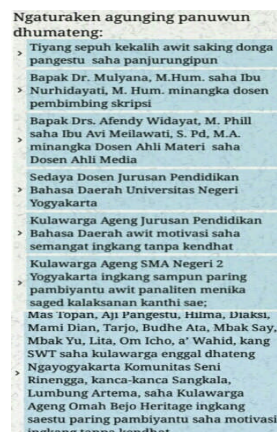 Ngaturaken agunging panuwun
dhumateng:
› Tiyang sepuh kekalih awit saking donga
pangestu saha panjurungipun
Bapak Dr. Mulyana, M.Hum. saha Ibu
› Nurhidayati, M. Hum. minangka dosen
pembimbing skripsi
Bapak Drs. Afendy Widayat, M. Phill
› saha Ibu Avi Meilawati, S. Pd, M.A.
minangka Dosen Ahli Materi saha
Dosen Ahli Media
Sedaya Dosen Jurusan Pendidikan
› Bahasa Daerah Universitas Negeri
Yogyakarta
Kulawarga Ageng Jurusan Pendidikan
› Bahasa Daerah awit motivasi saha
semangat ingkang tanpa kendhat
Kulawarga Ageng SMA Negeri 2
› Yogyakarta ingkang sampun paring
pambiyantu awit panaliten menika
saged kalaksanan kanthi sae;
Mas Topan, Aji Pangestu, Hilma, Diaksi,
Mami Dian, Tarjo, Budhe Ata, Mbak Say,
Mbak Yu, Lita, Om Icho, a' Wahid, kang
SWT saha kulawarga enggal dhateng
› Ngayogyakarta Komunitas Seni
Rinengga, kanca-kanca Sangkala,
Lumbung Artema, saha Kulawarga
Ageng Omah Bejo Heritage ingkang
saestu paring pambiyantu saha motivasi
ingkang tanpa kendhat